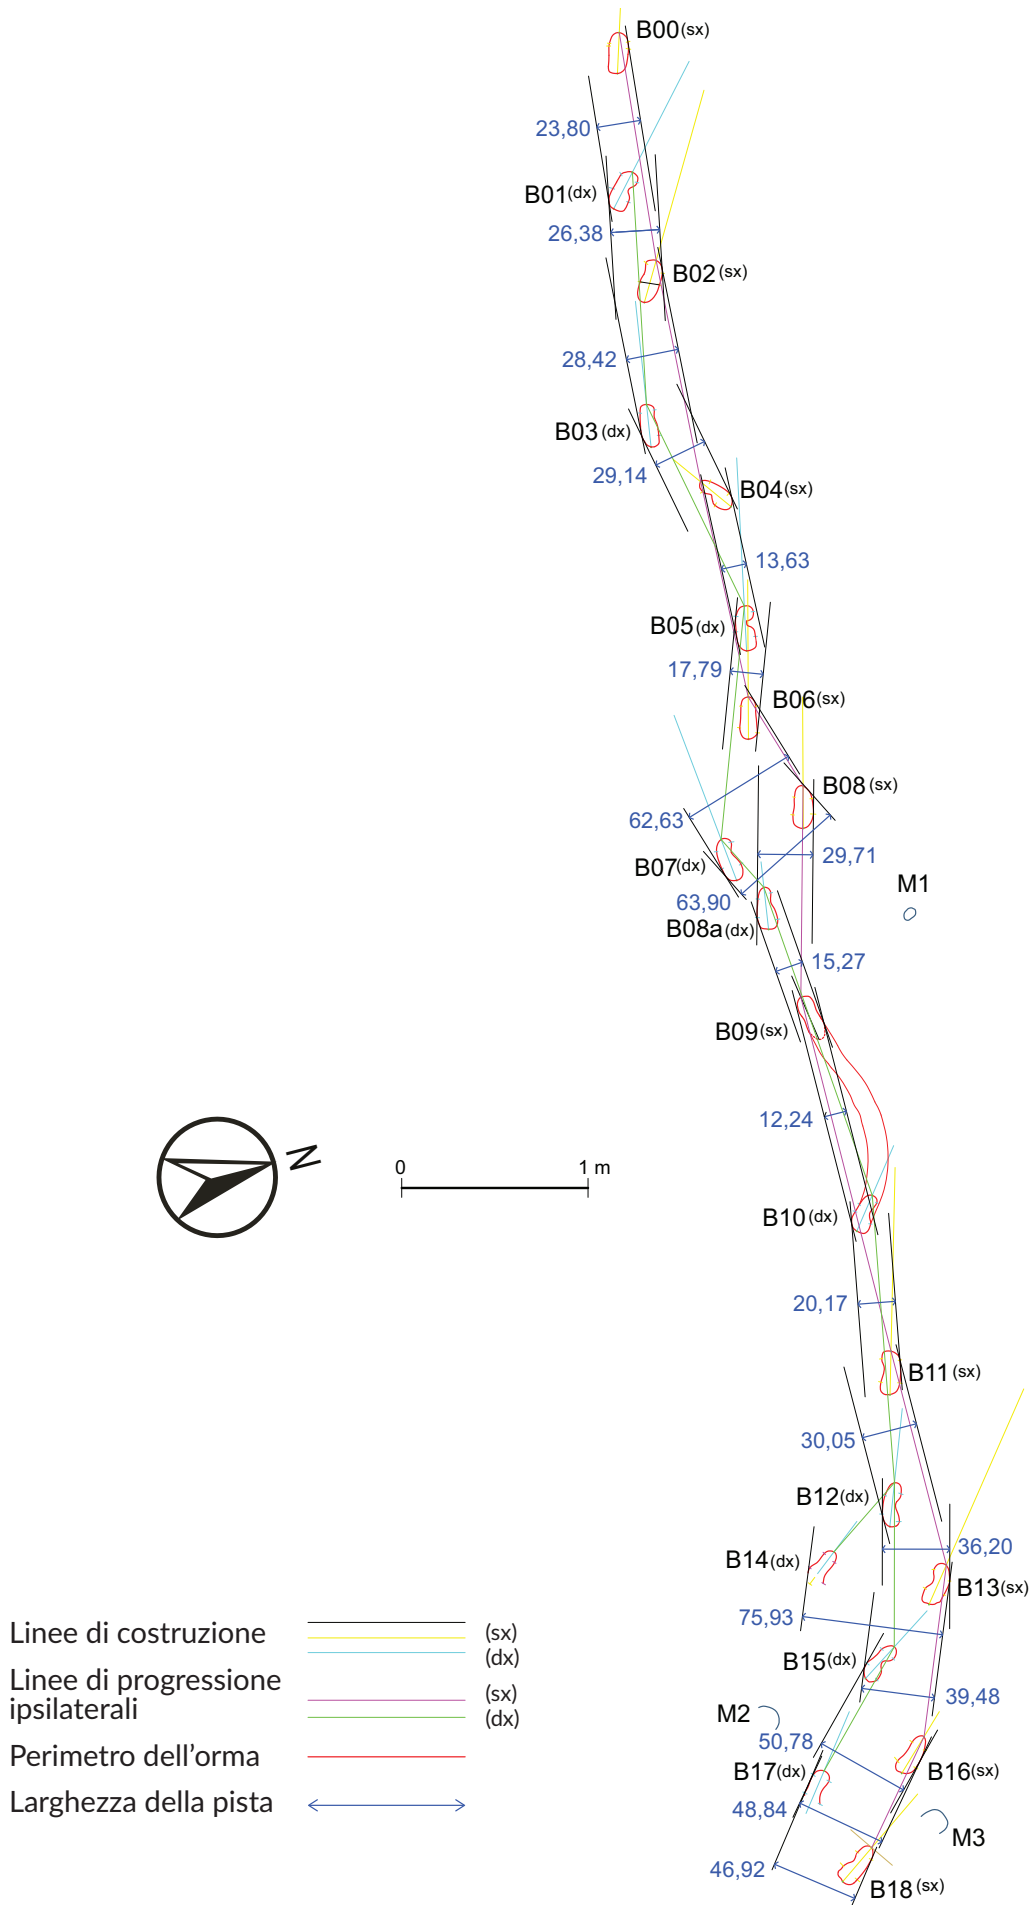 B00(sx)
23,80
B01(dx)
26,38
B02(sx)
28,42
B03(dx)
29,14
B04(sx)
13,63
B05(dx)
17,79
B06(sx)
B08(sx)
62,63
29,71
B07(dx)
M1
63,90
B08a(dx)
15,27
B09(sx)
12,24
N
0 1 m
B10(dx)
20,17
B11(sx)
30,05
B12(dx)
36,20
B14(dx)
B13(sx)
75,93
B15(dx)
39,48
M2
50,78
B17(dx)
B16(sx)
48,84
M3
46,92
B18(sx)
Linee di costruzione
(sx)
(dx)
Linee di progressione
ipsilaterali
(sx)
(dx)
Perimetro dell'orma
Larghezza della pista